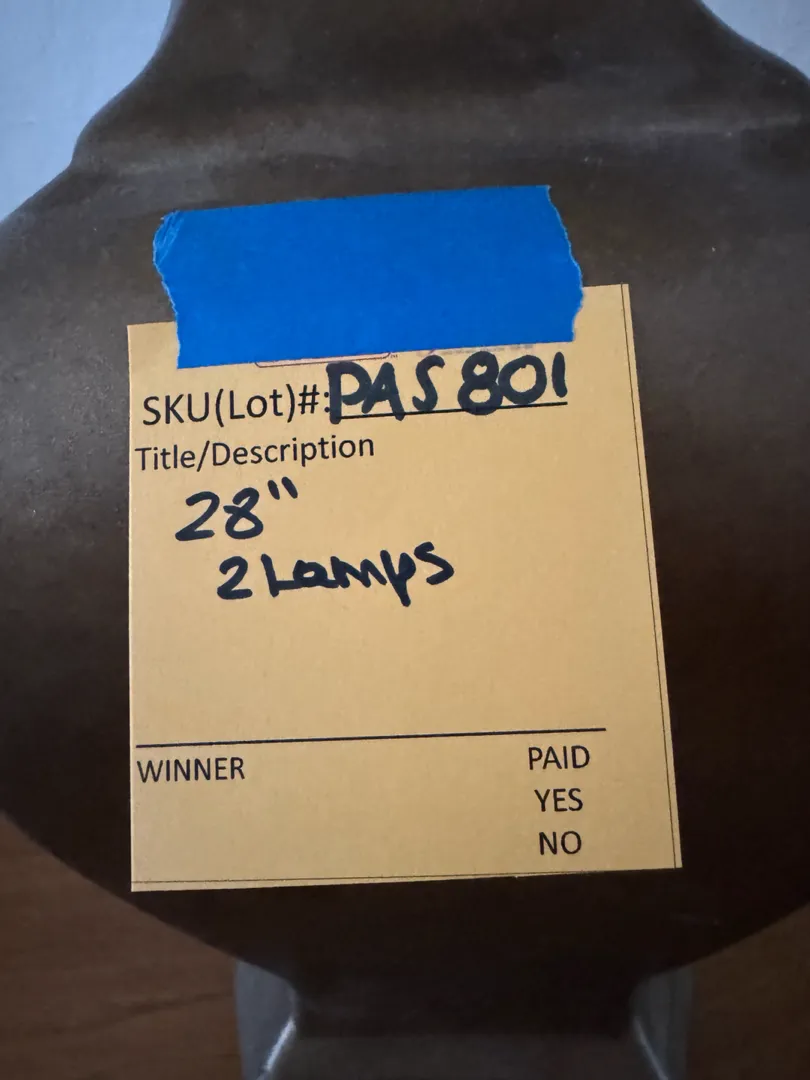 SKU(Lot)#: PAS 801
Title/Description
28"
2 Lamps
WINNER
PAID
YES
NO